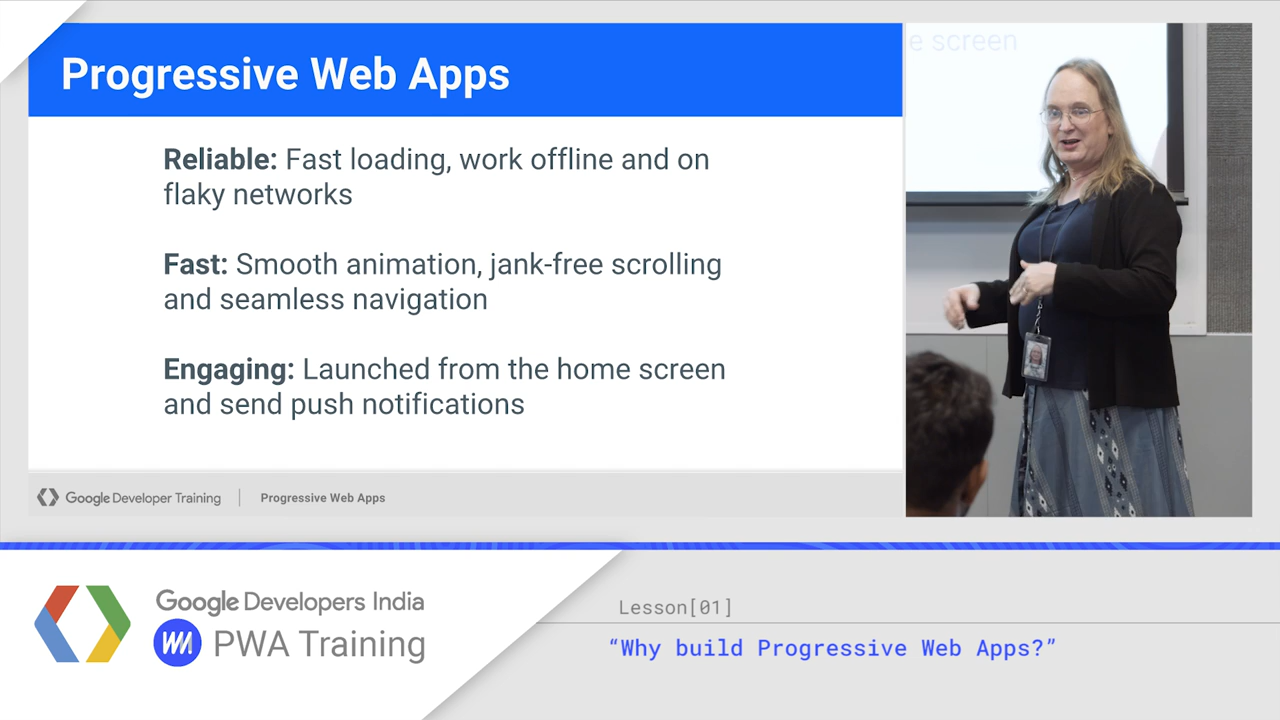 Progressive Web Apps
Reliable: Fast loading, work offline and on
flaky networks
Fast: Smooth animation, jank-free scrolling
and seamless navigation
Engaging: Launched from the home screen
and send push notifications
Google Developer Training
Progressive Web Apps
e screen
Google Developers India
PWA Training
Lesson[01]
“Why build Progressive Web Apps?”